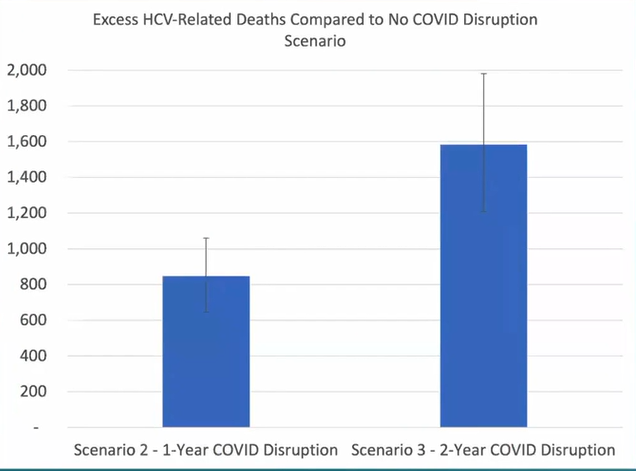 Excess HCV-Related Deaths Compared to No COVID Disruption
Scenario
2,000
1,800
1,600
1,400
1,200
1,000
800
600
400
200
-
Scenario 2 - 1-Year COVID Disruption
Scenario 3 - 2-Year COVID Disruption